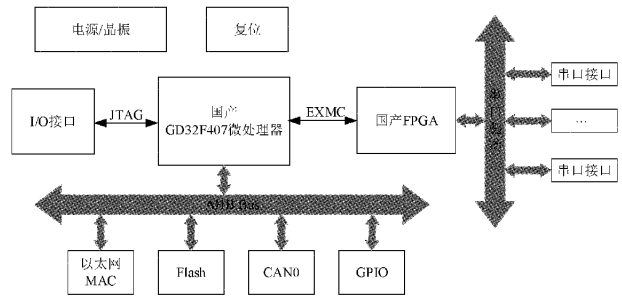 电源/晶振
复位
I/O接口
JTAG
国产
GD32F407微处理器
EXMC
国产FPGA
串口接口
…
串口接口
AHB Bus
以太网
MAC
Flash
CAN0
GPIO